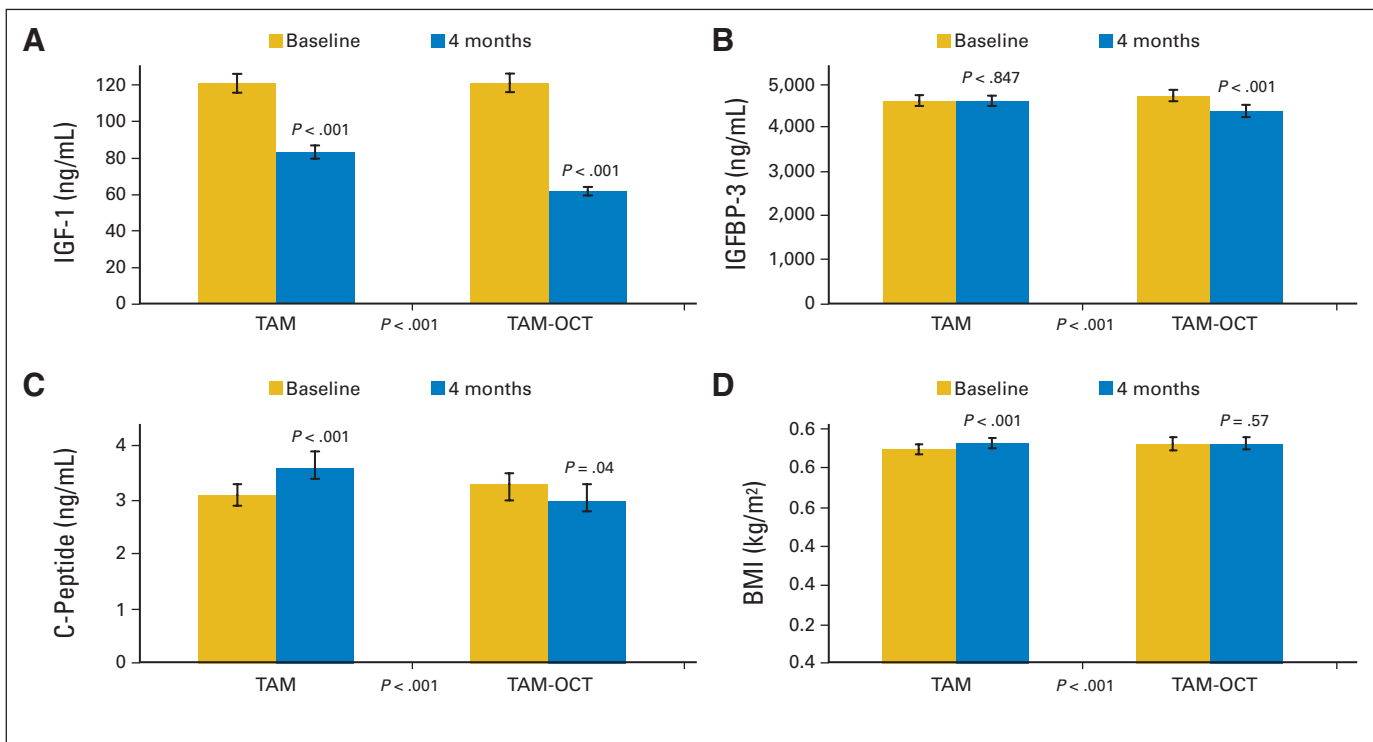 A
Baseline 4 months
IGF-1 (ng/mL)
120
100
80
60
40
20
0
P < .001
P < .001
TAM P < .001 TAM-OCT
B
Baseline 4 months
IGFBP-3 (ng/mL)
5,000
4,000
3,000
2,000
1,000
0
P < .847
P < .001
TAM P < .001 TAM-OCT
C
Baseline 4 months
C-Peptide (ng/mL)
4
3
2
1
0
P < .001
P = .04
TAM P < .001 TAM-OCT
D
Baseline 4 months
BMI (kg/m²)
0.6
0.6
0.6
0.4
0.4
0.2
0.4
P < .001
P = .57
TAM P < .001 TAM-OCT